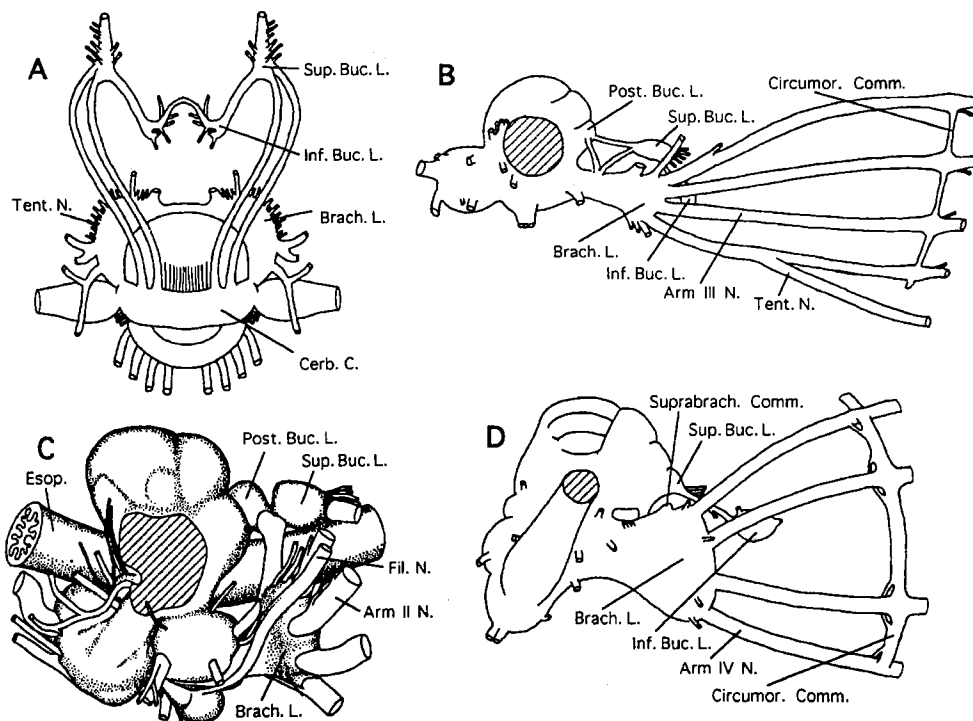 A
Sup. Buc. L.
Inf. Buc. L.
Tent. N.
Brach. L.
Cerb. C.
B
Circumor. Comm.
Post. Buc. L.
Sup. Buc. L.
Brach. L.
Inf. Buc. L.
Arm III N.
Tent. N.
C
Post. Buc. L.
Sup. Buc. L.
Esop.
Fil. N.
Arm II N.
Brach. L.
D
Suprabrach. Comm.
Sup. Buc. L.
Brach. L.
Inf. Buc. L.
Arm IV N.
Circumor. Comm.